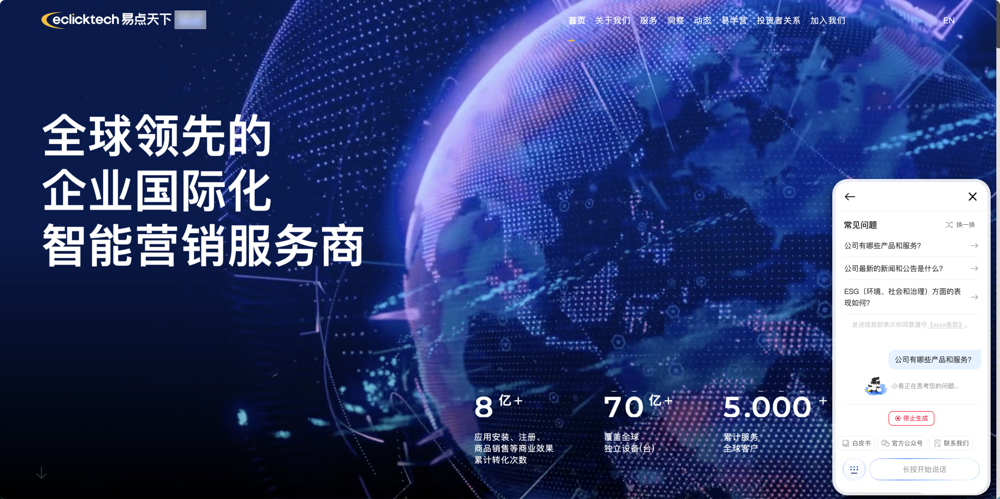 eclicktech 易点天下
首页 关于我们 服务 洞察 动态 易学营 投资者关系 加入我们 EN
全球领先的
企业国际化
智能营销服务商
8 亿+
应用安装、注册、
商品销售等商业效果
累计转化次数
70 亿+
覆盖全球
独立设备(台)
5.000 +
累计服务
全球客户
常见问题 换一换
公司有哪些产品和服务?
公司最新的新闻和公告是什么?
ESG（环境、社会和治理）方面的表
现如何?
发送信息即表示你同意遵守《xxxx条款》。
公司有哪些产品和服务?
小易正在思考您的问题...
停止生成
白皮书 官方公众号 联系我们
长按开始说话